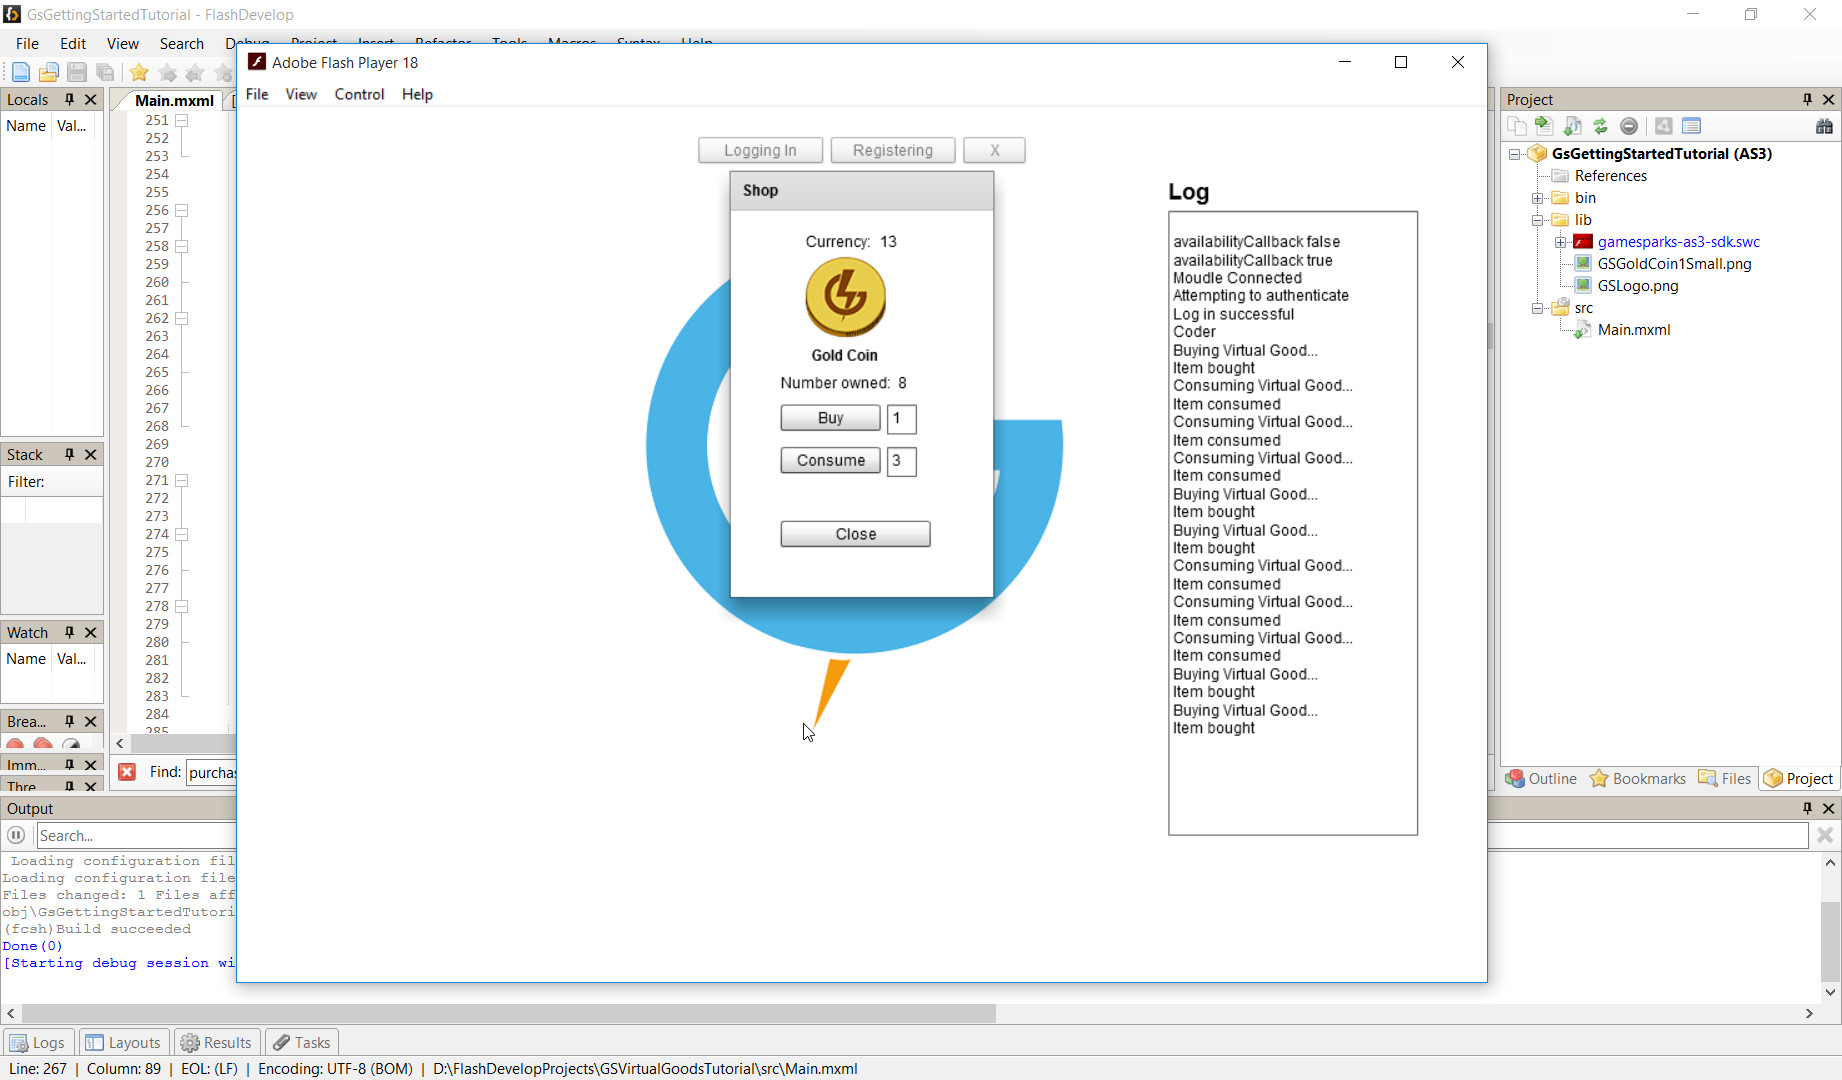 GsGettingStartedTutorial - FlashDevelop
File Edit View Search Debug Project Insert Refactor Tools Macros Syntax Help
Adobe Flash Player 18
File View Control Help
Locals
Name Val...
Stack
Filter:
Watch
Name Val...
Brea...
Imm...
Thre
Main.mxml
251
252
253
254
255
256
257
258
259
260
261
262
263
264
265
266
267
268
269
270
271
272
273
274
275
276
277
278
279
280
281
282
283
284
285
Find: purcha
Logging In Registering X
Shop
Currency: 13
Gold Coin
Number owned: 8
Buy 1
Consume 3
Close
Log
availabilityCallback false
availabilityCallback true
Moudle Connected
Attempting to authenticate
Log in successful
Coder
Buying Virtual Good...
Item bought
Consuming Virtual Good...
Item consumed
Consuming Virtual Good...
Item consumed
Consuming Virtual Good...
Item consumed
Buying Virtual Good...
Item bought
Buying Virtual Good...
Item bought
Consuming Virtual Good...
Item consumed
Consuming Virtual Good...
Item consumed
Consuming Virtual Good...
Item consumed
Buying Virtual Good...
Item bought
Buying Virtual Good...
Item bought
Project
GsGettingStartedTutorial (AS3)
References
bin
lib
gamesparks-as3-sdk.swc
GSGoldCoin1Small.png
GSLogo.png
src
Main.mxml
Outline Bookmarks Files Project
Output
Search...
Loading configuration fil
Loading configuration file
Files changed: 1 Files aff
obj\GsGettingStartedTutori
(fcsh)Build succeeded
Done(0)
[Starting debug session wi
Logs Layouts Results Tasks
Line: 267 | Column: 89 | EOL: (LF) | Encoding: UTF-8 (BOM) | D:\FlashDevelopProjects\GSVirtualGoodsTutorial\src\Main.mxml